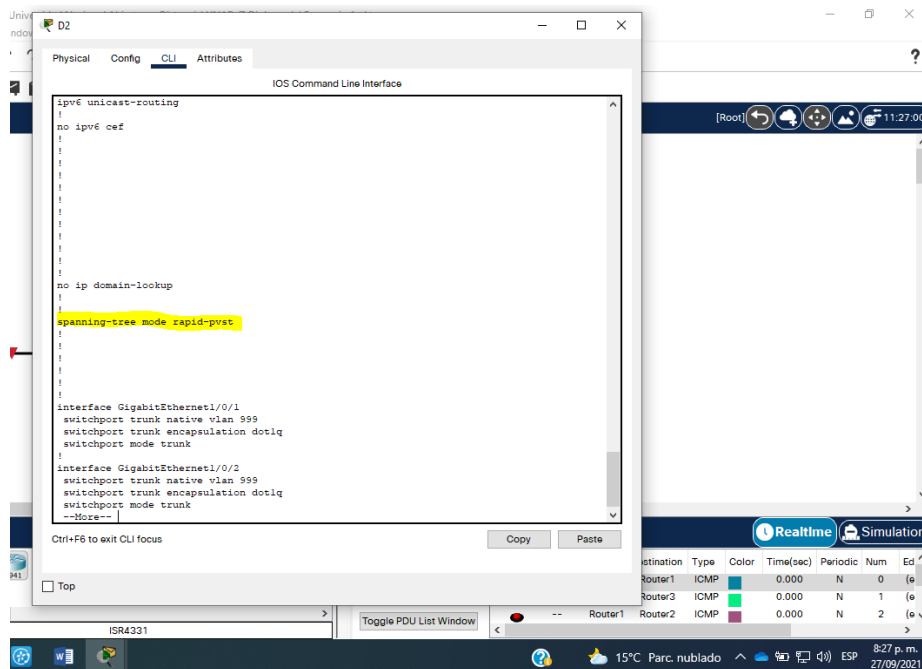 D2
Physical Config CLI Attributes
IOS Command Line Interface
ipv6 unicast-routing
!
no ipv6 cef
!
!
!
!
!
!
!
!
!
!
!
!
no ip domain-lookup
!
!
spanning-tree mode rapid-pvst
!
!
!
!
!
!
interface GigabitEthernet1/0/1
switchport trunk native vlan 999
switchport trunk encapsulation dot1q
switchport mode trunk
!
interface GigabitEthernet1/0/2
switchport trunk native vlan 999
switchport trunk encapsulation dot1q
switchport mode trunk
--More--
Ctrl+F6 to exit CLI focus
Copy Paste
Top
?
[Root] 11:27:00
Realtime Simulation
stination Type Color Time(sec) Periodic Num Ed
Router1 ICMP 0.000 N 0 (e
Router3 ICMP 0.000 N 1 (e
-- Router1 Router2 ICMP 0.000 N 2 (e
941
ISR4331
Toggle PDU List Window
15°C Parc. nublado ESP 8:27 p. m.
27/09/2021